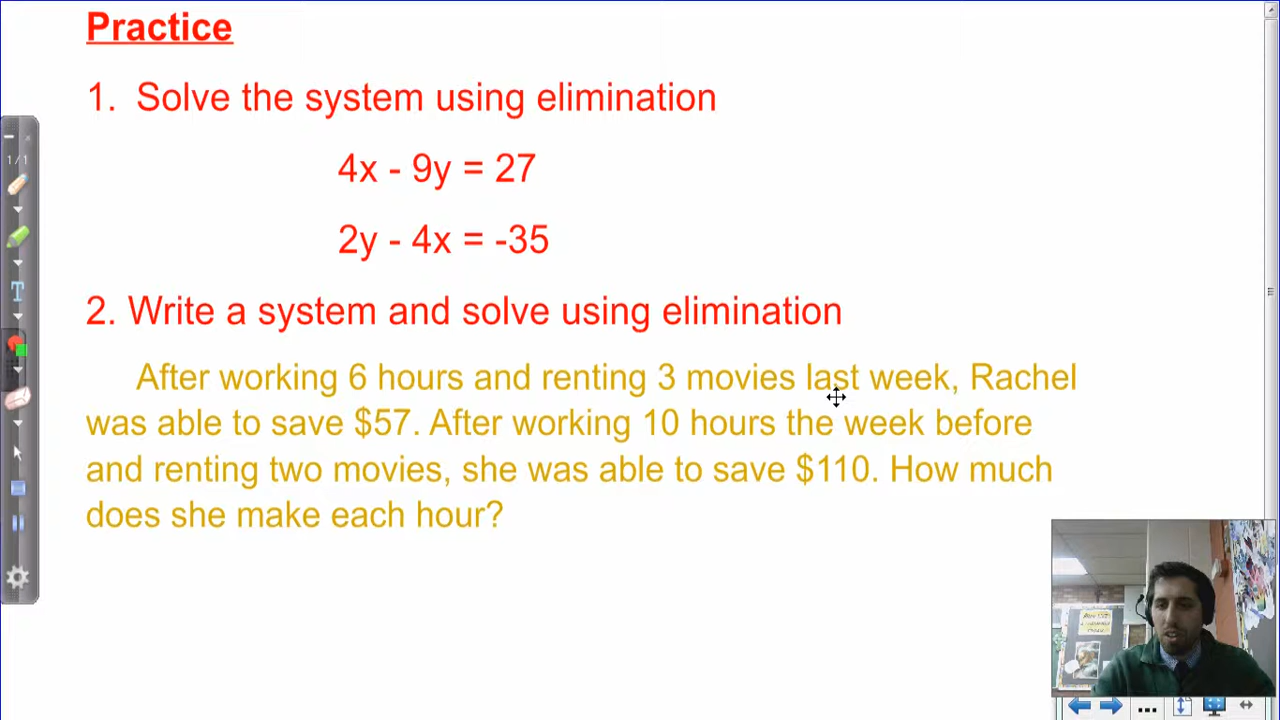 Practice
1. Solve the system using elimination
4x - 9y = 27
2y - 4x = -35
2. Write a system and solve using elimination
After working 6 hours and renting 3 movies last week, Rachel
was able to save $57. After working 10 hours the week before
and renting two movies, she was able to save $110. How much
does she make each hour?
1/1
T